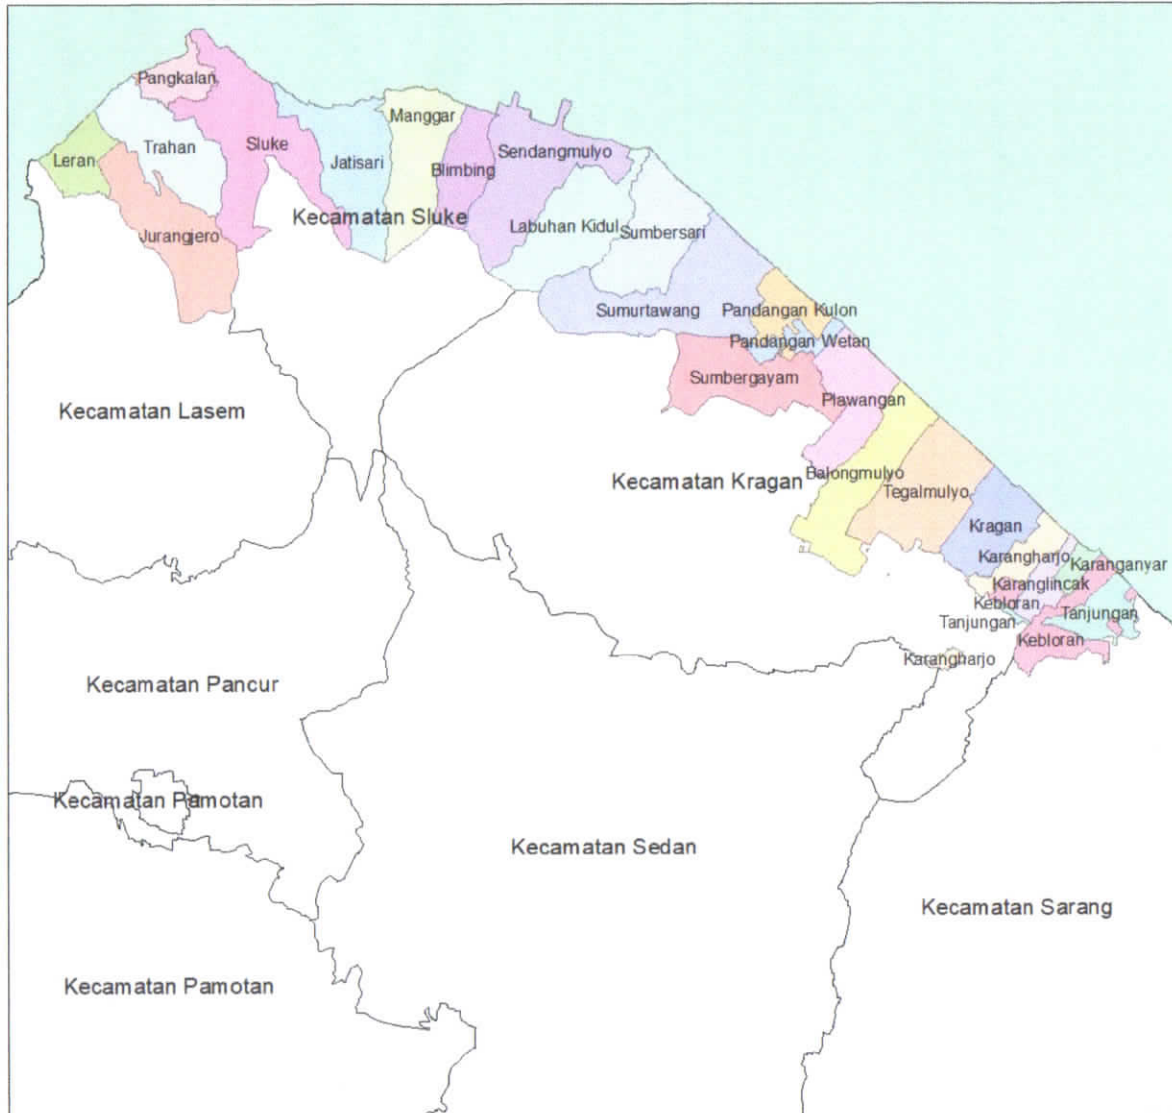 Pangkalan
Manggar
Trahan
Sluke
Sendangmulyo
Leran
Jatisari
Blimbing
Kecamatan Sluke
Labuhan Kidul
Sumbersari
Jurangjero
Sumurtawang
Pandangan Kulon
Pandangan Wetan
Sumbergayam
Plawangan
Kecamatan Lasem
Kecamatan Kragan
Balongmulyo
Tegalmulyo
Kragan
Karangharjo
Karanganyar
Karanglincak
Kebloran
Tanjungan
Tanjungan
Kebloran
Karangharjo
Kecamatan Pancur
Kecamatan Pamotan
Kecamatan Sedan
Kecamatan Sarang
Kecamatan Pamotan